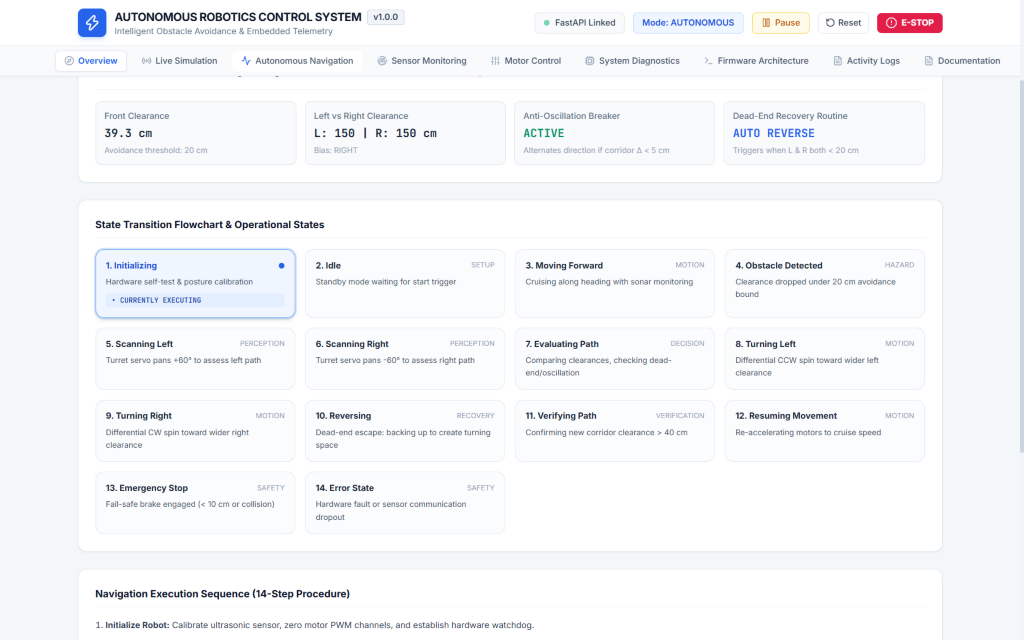 AUTONOMOUS ROBOTICS CONTROL SYSTEM v1.0.0
Intelligent Obstacle Avoidance & Embedded Telemetry
FastAPI Linked
Mode: AUTONOMOUS
Pause
Reset
E-STOP
Overview
Live Simulation
Autonomous Navigation
Sensor Monitoring
Motor Control
System Diagnostics
Firmware Architecture
Activity Logs
Documentation
Front Clearance
39.3 cm
Avoidance threshold: 20 cm
Left vs Right Clearance
L: 150 | R: 150 cm
Bias: RIGHT
Anti-Oscillation Breaker
ACTIVE
Alternates direction if corridor Δ < 5 cm
Dead-End Recovery Routine
AUTO REVERSE
Triggers when L & R both < 20 cm
State Transition Flowchart & Operational States
1. Initializing
Hardware self-test & posture calibration
• CURRENTLY EXECUTING
2. Idle SETUP
Standby mode waiting for start trigger
3. Moving Forward MOTION
Cruising along heading with sonar monitoring
4. Obstacle Detected HAZARD
Clearance dropped under 20 cm avoidance
bound
5. Scanning Left PERCEPTION
Turret servo pans +60° to assess left path
6. Scanning Right PERCEPTION
Turret servo pans -60° to assess right path
7. Evaluating Path DECISION
Comparing clearances, checking dead-
end/oscillation
8. Turning Left MOTION
Differential CCW spin toward wider left
clearance
9. Turning Right MOTION
Differential CW spin toward wider right
clearance
10. Reversing RECOVERY
Dead-end escape: backing up to create turning
space
11. Verifying Path VERIFICATION
Confirming new corridor clearance > 40 cm
12. Resuming Movement MOTION
Re-accelerating motors to cruise speed
13. Emergency Stop SAFETY
Fail-safe brake engaged (< 10 cm or collision)
14. Error State SAFETY
Hardware fault or sensor communication
dropout
Navigation Execution Sequence (14-Step Procedure)
1. Initialize Robot: Calibrate ultrasonic sensor, zero motor PWM channels, and establish hardware watchdog.